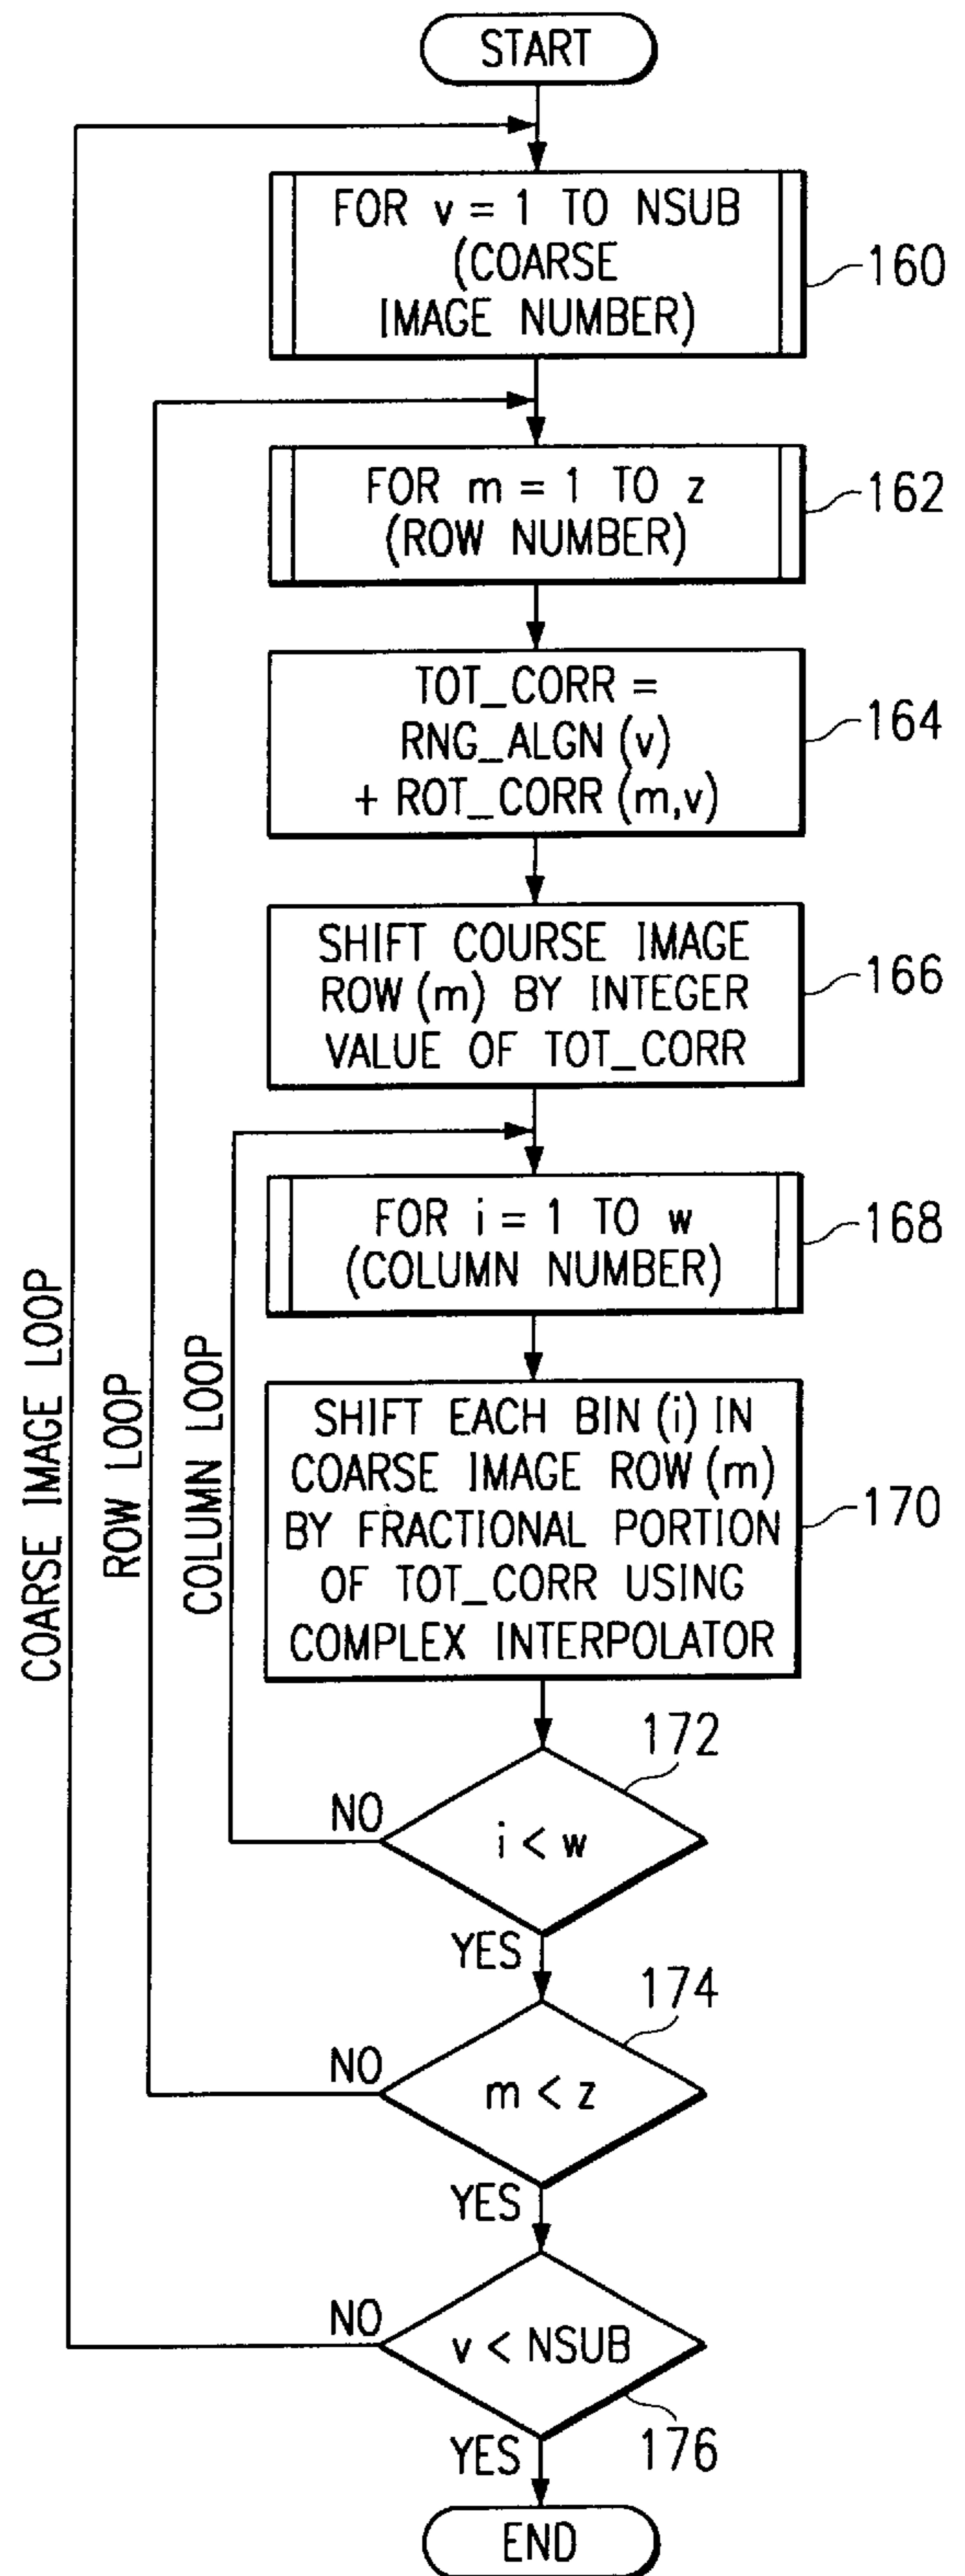 START
FOR v = 1 TO NSUB
(COARSE
IMAGE NUMBER)
160
FOR m = 1 TO z
(ROW NUMBER)
162
TOT_CORR =
RNG_ALGN (v)
+ ROT_CORR (m,v)
164
SHIFT COURSE IMAGE
ROW (m) BY INTEGER
VALUE OF TOT_CORR
166
FOR i = 1 TO w
(COLUMN NUMBER)
168
COARSE IMAGE LOOP
ROW LOOP
COLUMN LOOP
SHIFT EACH BIN (i) IN
COARSE IMAGE ROW (m)
BY FRACTIONAL PORTION
OF TOT_CORR USING
COMPLEX INTERPOLATOR
170
172
NO
i < w
YES
174
NO
m < z
YES
NO
v < NSUB
176
YES
END